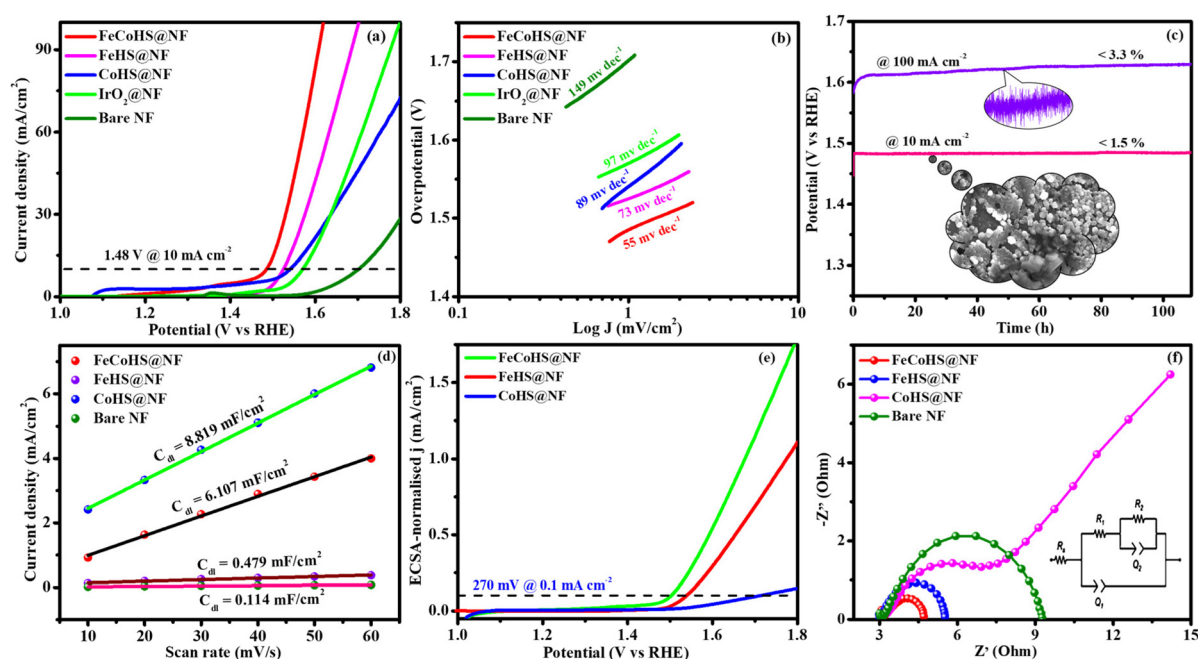 (a)
FeCoHS@NF
FeHS@NF
CoHS@NF
IrO₂@NF
Bare NF
1.48 V @ 10 mA cm⁻²
Current density (mA/cm²)
90
60
30
0
1.0 1.2 1.4 1.6 1.8
Potential (V vs RHE)
(b)
FeCoHS@NF
FeHS@NF
CoHS@NF
IrO₂@NF
Bare NF
149 mv dec⁻¹
97 mv dec⁻¹
89 mv dec⁻¹
73 mv dec⁻¹
55 mv dec⁻¹
Overpotential (V)
1.7
1.6
1.5
1.4
0.1 1 10
Log J (mV/cm²)
(c)
@ 100 mA cm⁻²
< 3.3 %
@ 10 mA cm⁻²
< 1.5 %
Potential (V vs RHE)
1.7
1.6
1.5
1.4
1.3
0 20 40 60 80 100
Time (h)
(d)
FeCoHS@NF
FeHS@NF
CoHS@NF
Bare NF
C_dl = 8.819 mF/cm²
C_dl = 6.107 mF/cm²
C_dl = 0.479 mF/cm²
C_dl = 0.114 mF/cm²
Current density (mA/cm²)
6
4
2
0
10 20 30 40 50 60
Scan rate (mV/s)
(e)
FeCoHS@NF
FeHS@NF
CoHS@NF
270 mV @ 0.1 mA cm⁻²
ECSA-normalised j (mA/cm²)
1.5
1.0
0.5
0.0
1.0 1.2 1.4 1.6 1.8
Potential (V vs RHE)
(f)
FeCoHS@NF
FeHS@NF
CoHS@NF
Bare NF
R₂
R₁
Q₂
Q₁
-Z” (Ohm)
6
4
2
0
3 6 9 12 15
Z’ (Ohm)